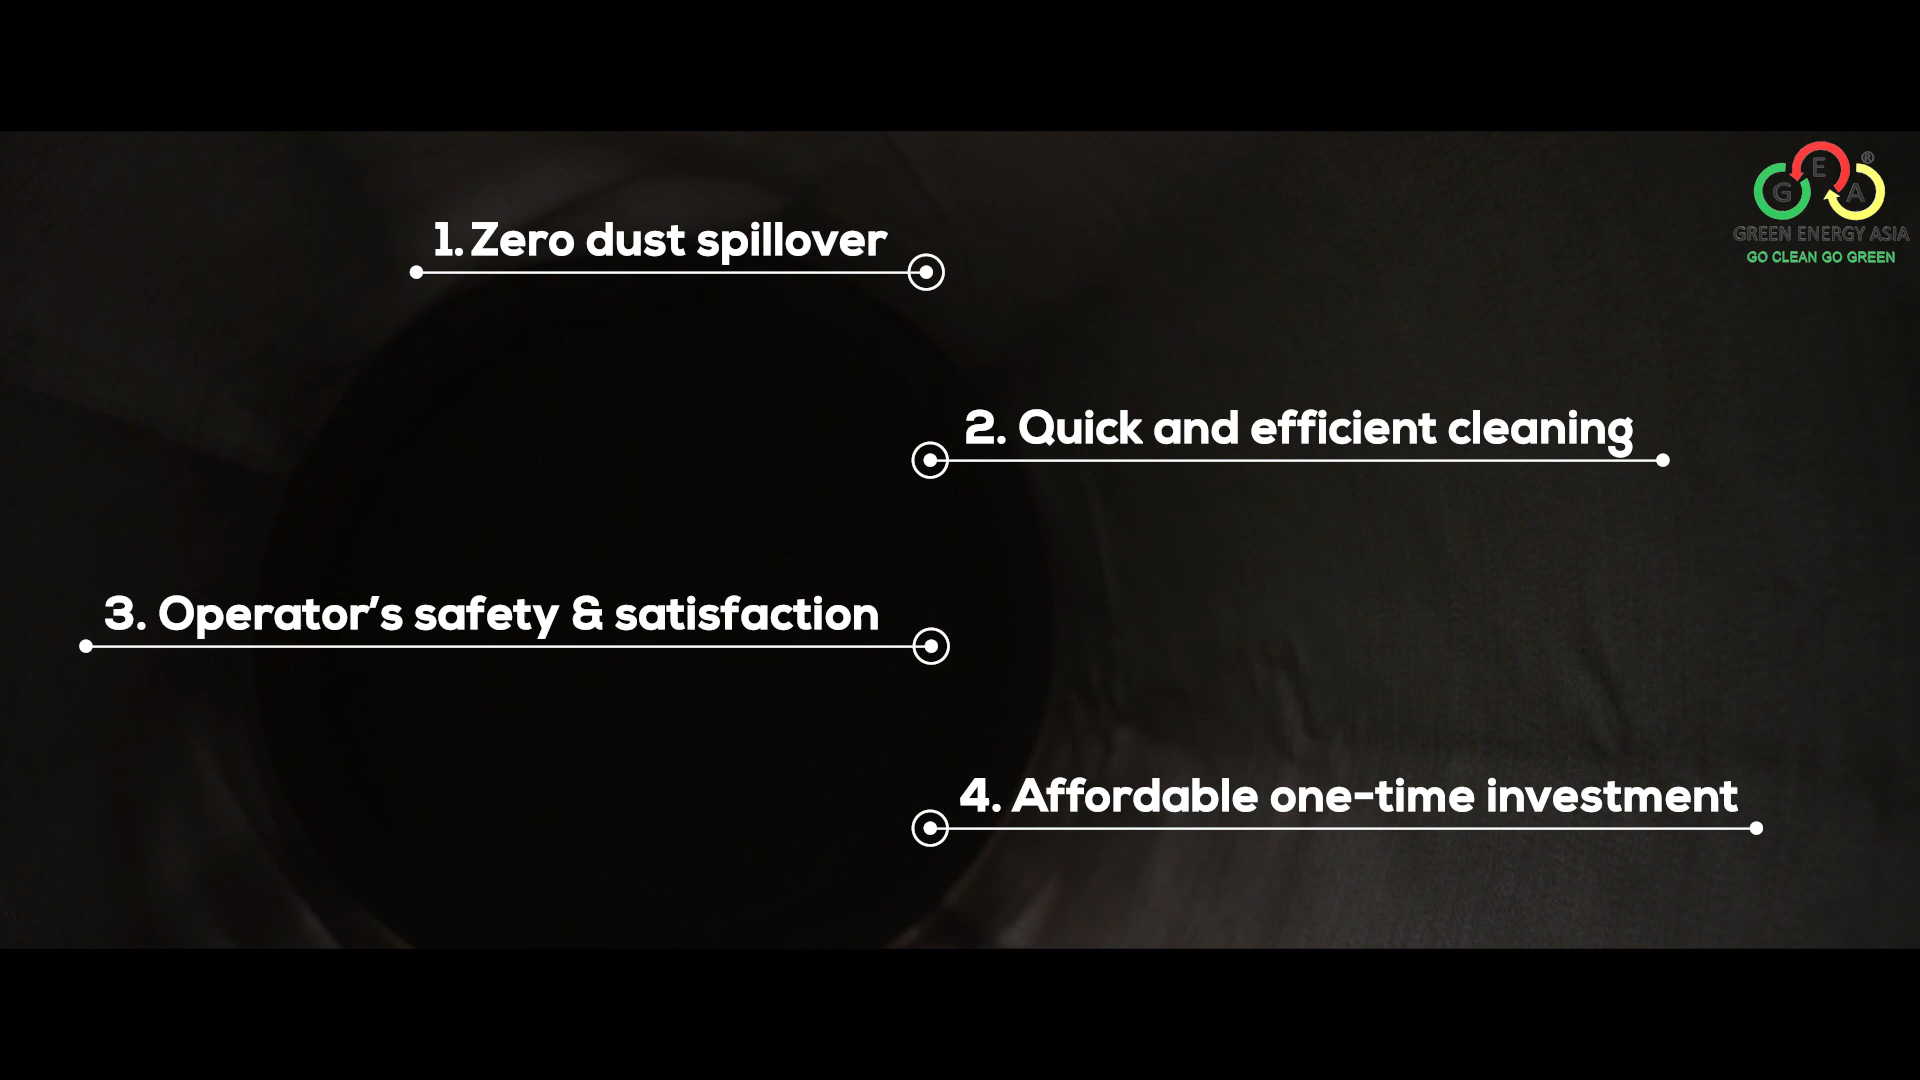 G E A ®
GREEN ENERGY ASIA
GO CLEAN GO GREEN
1. Zero dust spillover
2. Quick and efficient cleaning
3. Operator's safety & satisfaction
4. Affordable one-time investment